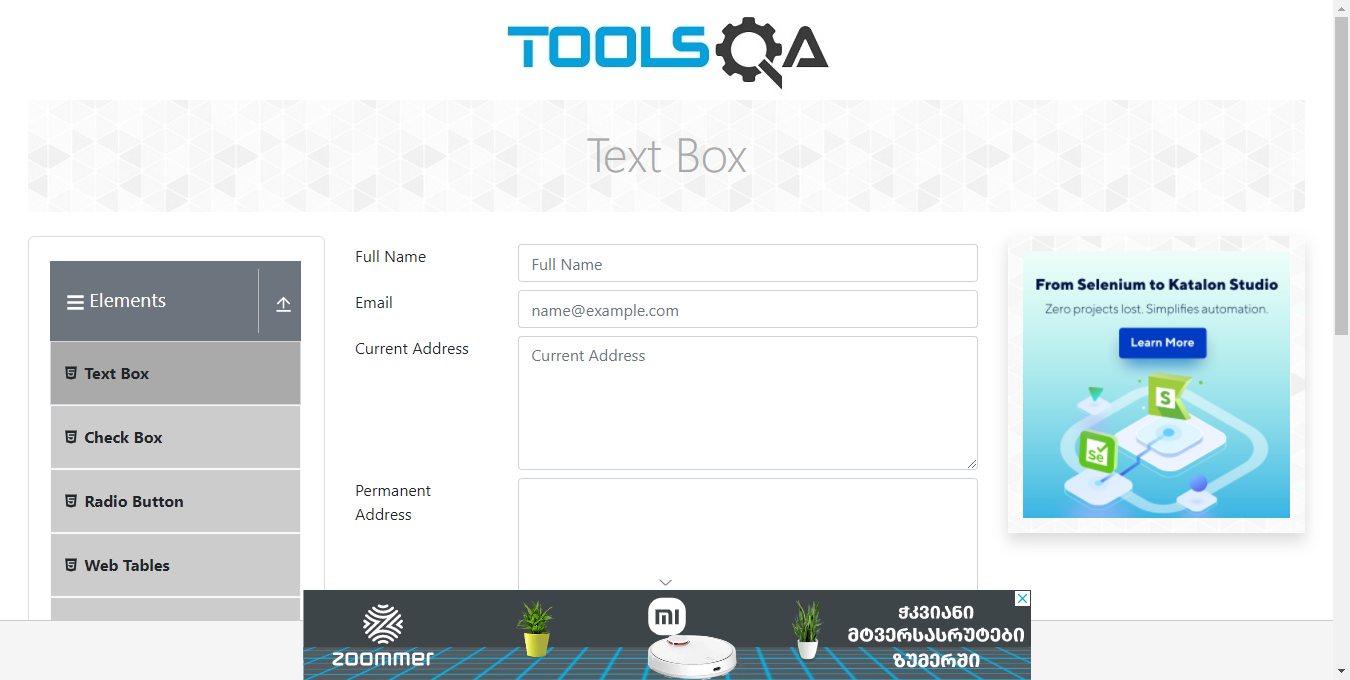 TOOLSQA
Text Box
Elements
Text Box
Check Box
Radio Button
Web Tables
Full Name
Full Name
Email
name@example.com
Current Address
Current Address
Permanent
Address
From Selenium to Katalon Studio
Zero projects lost. Simplifies automation.
Learn More
S
Se
zoommer
mi
ჭკვიანი
მტვერსასრუტები
ზუმერში